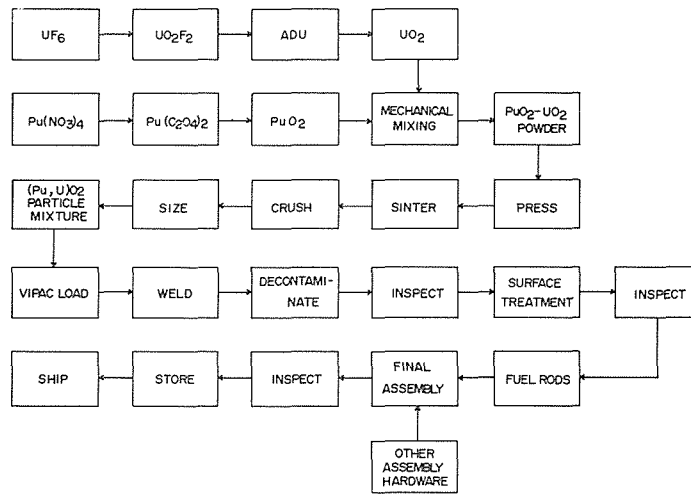 UF6
UO2F2
ADU
UO2
Pu(NO3)4
Pu(C2O4)2
PuO2
MECHANICAL
MIXING
PuO2-UO2
POWDER
(Pu,U)O2
PARTICLE
MIXTURE
SIZE
CRUSH
SINTER
PRESS
VIPAC LOAD
WELD
DECONTAMI-
NATE
INSPECT
SURFACE
TREATMENT
INSPECT
SHIP
STORE
INSPECT
FINAL
ASSEMBLY
FUEL RODS
OTHER
ASSEMBLY
HARDWARE